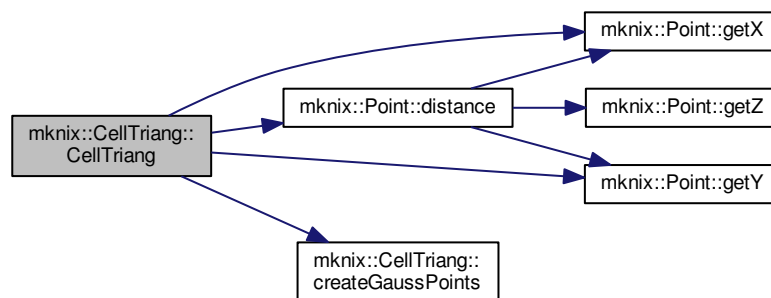 mknix::CellTriang::
CellTriang
mknix::Point::distance
mknix::Point::getX
mknix::Point::getZ
mknix::Point::getY
mknix::CellTriang::
createGaussPoints